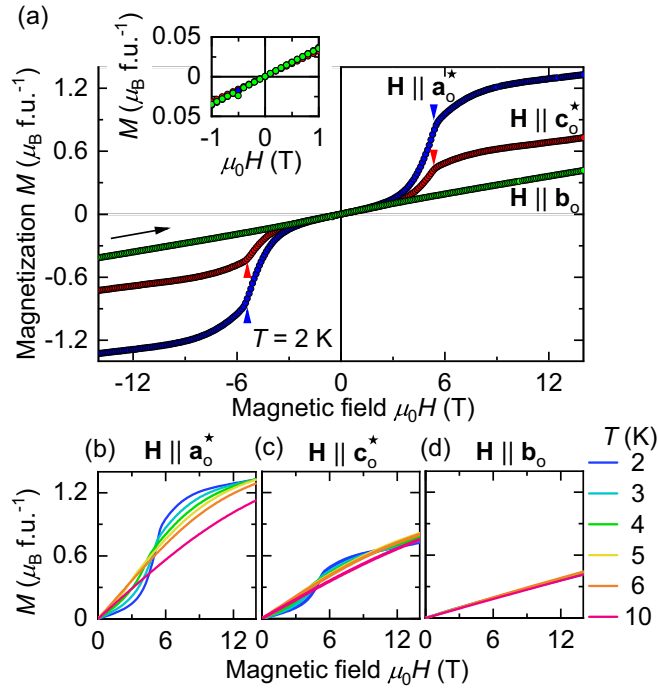 (a)
0.05
0
0.05
M (μB f.u.⁻¹)
-1 0 1
μ0H (T)
H || a★o
H || c★o
H || bo
T = 2 K
1.2
0.6
0
-0.6
-1.2
Magnetization M (μB f.u.⁻¹)
-12 -6 0 6 12
Magnetic field μ0H (T)
(b) H || a★o
(c) H || c★o
(d) H || bo
T (K)
2
3
4
5
6
10
1.2
0.6
0
M (μB f.u.⁻¹)
0 6 12 0 6 12 0 6 12
Magnetic field μ0H (T)